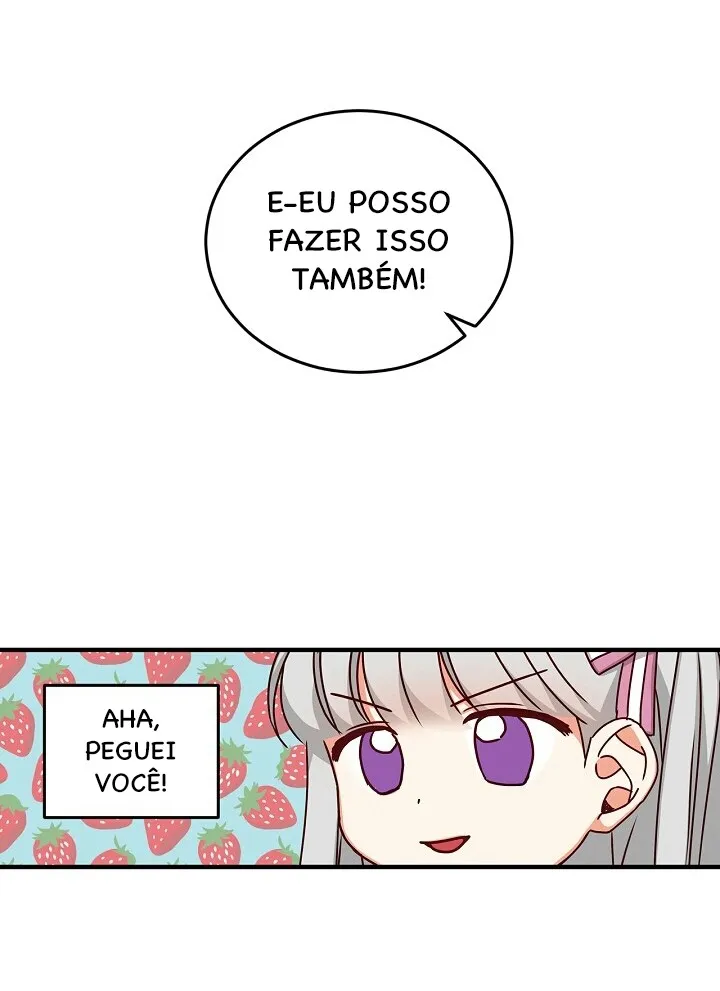 E-EU POSSO
FAZER ISSO
TAMBÉM!
AHA,
PEGUEI
VOCÊ!